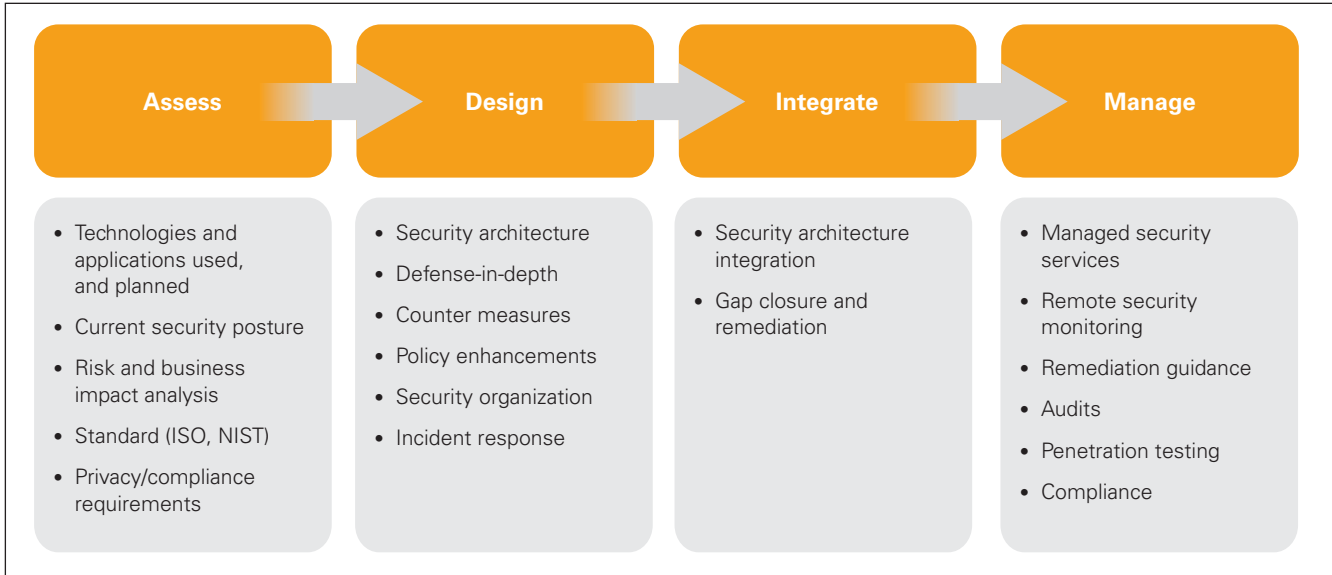 Assess
Design
Integrate
Manage
• Technologies and
applications used,
and planned
• Current security posture
• Risk and business
impact analysis
• Standard (ISO, NIST)
• Privacy/compliance
requirements
• Security architecture
• Defense-in-depth
• Counter measures
• Policy enhancements
• Security organization
• Incident response
• Security architecture
integration
• Gap closure and
remediation
• Managed security
services
• Remote security
monitoring
• Remediation guidance
• Audits
• Penetration testing
• Compliance